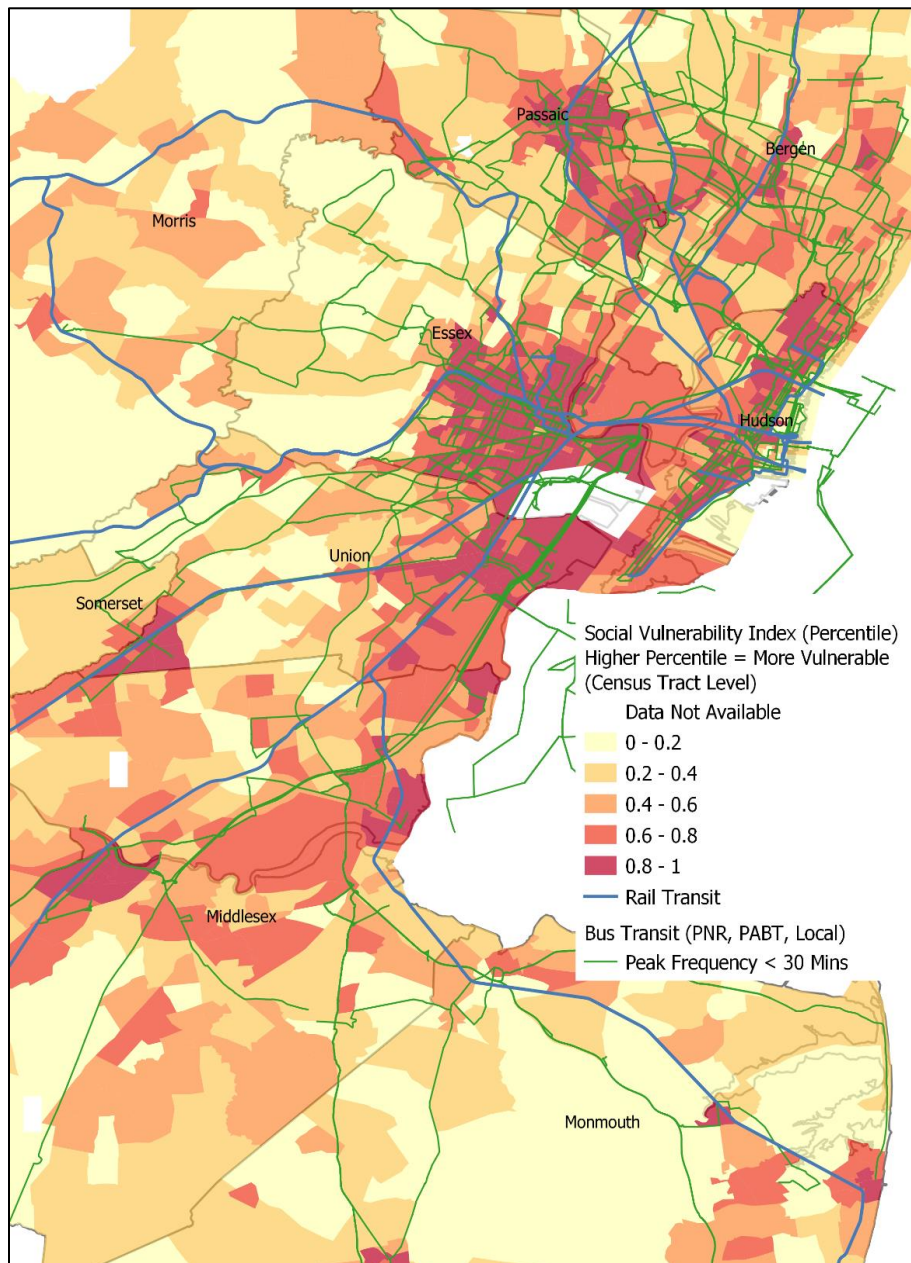 Passaic
Bergen
Morris
Essex
Hudson
Union
Somerset
Social Vulnerability Index (Percentile)
Higher Percentile = More Vulnerable
(Census Tract Level)
Data Not Available
0 - 0.2
0.2 - 0.4
0.4 - 0.6
0.6 - 0.8
0.8 - 1
Rail Transit
Bus Transit (PNR, PABT, Local)
Peak Frequency < 30 Mins
Middlesex
Monmouth